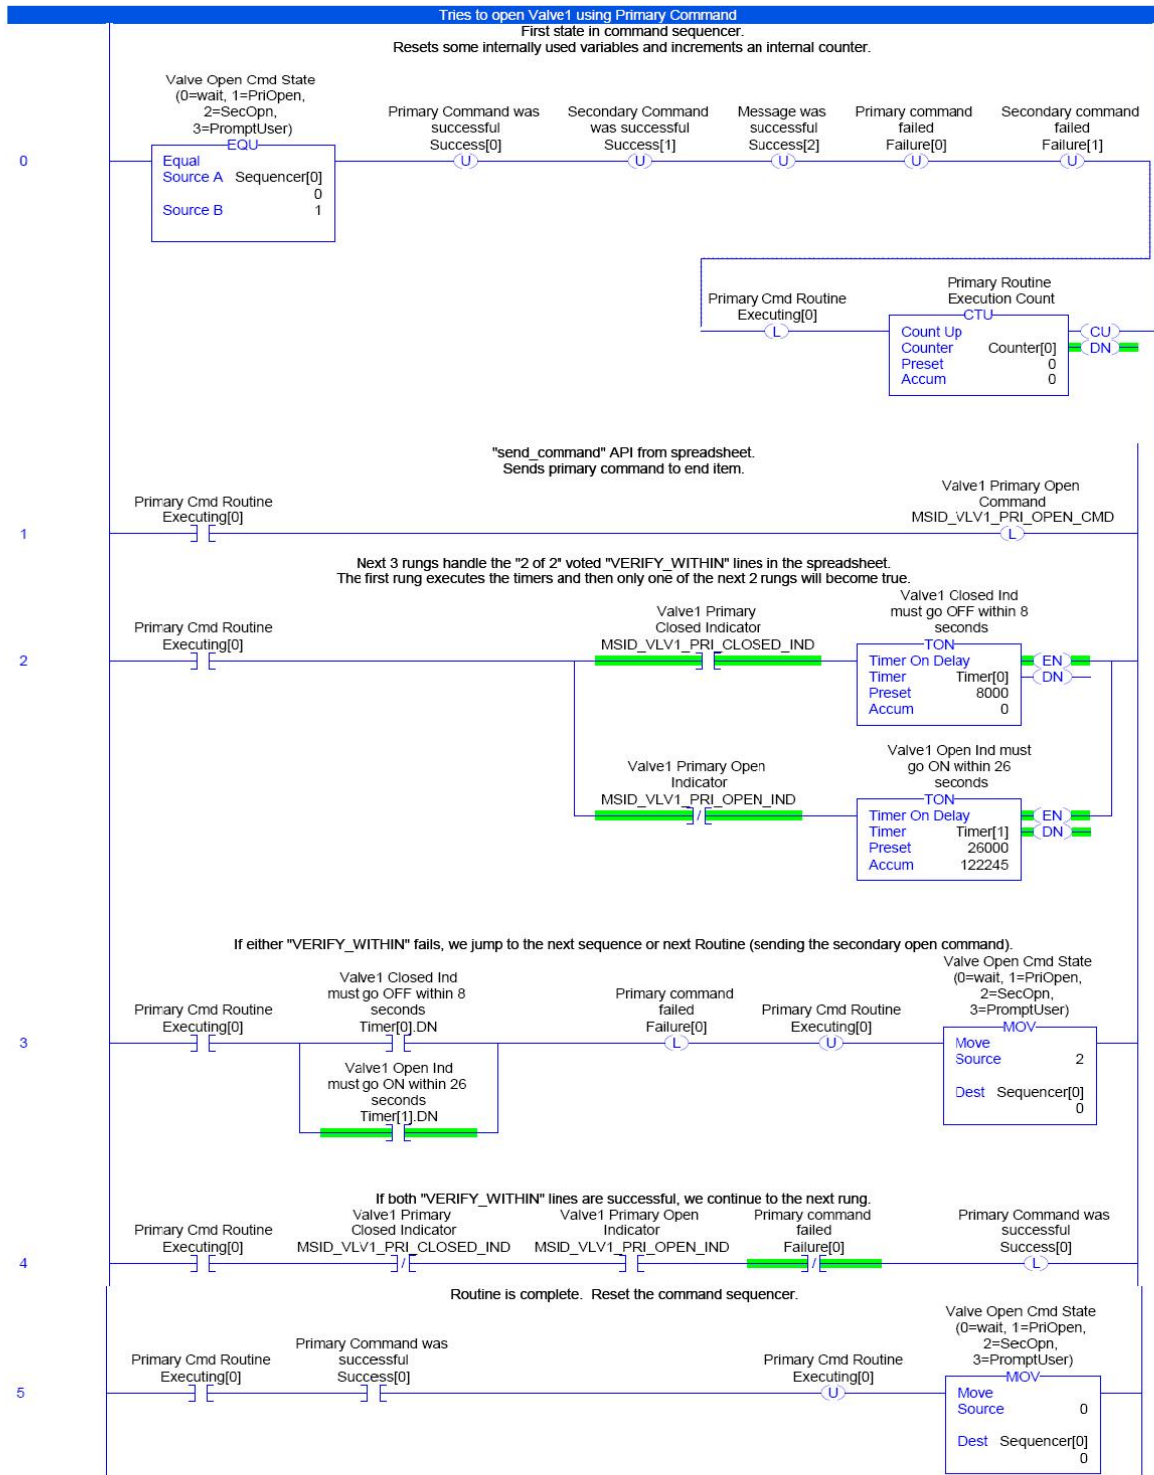 Tries to open Valve1 using Primary Command
First state in command sequencer.
Resets some internally used variables and increments an internal counter.
Valve Open Cmd State
(0=wait, 1=PriOpen,
2=SecOpn,
3=PromptUser)
Primary Command was
successful
Success[0]
Secondary Command
was successful
Success[1]
Message was
successful
Success[2]
Primary command
failed
Failure[0]
Secondary command
failed
Failure[1]
0
EQU
Equal
Source A Sequencer[0]
0
Source B 1
U
U
U
U
U
Primary Cmd Routine
Executing[0]
L
Primary Routine
Execution Count
CTU
Count Up
Counter Counter[0]
Preset 0
Accum 0
CU
DN
"send_command" API from spreadsheet.
Sends primary command to end item.
Primary Cmd Routine
Executing[0]
Valve1 Primary Open
Command
MSID_VLV1_PRI_OPEN_CMD
1
L
Next 3 rungs handle the "2 of 2" voted "VERIFY_WITHIN" lines in the spreadsheet.
The first rung executes the timers and then only one of the next 2 rungs will become true.
Primary Cmd Routine
Executing[0]
Valve1 Primary
Closed Indicator
MSID_VLV1_PRI_CLOSED_IND
Valve1 Closed Ind
must go OFF within 8
seconds
2
TON
Timer On Delay
Timer Timer[0]
Preset 8000
Accum 0
EN
DN
Valve1 Primary Open
Indicator
MSID_VLV1_PRI_OPEN_IND
/
Valve1 Open Ind must
go ON within 26
seconds
TON
Timer On Delay
Timer Timer[1]
Preset 26000
Accum 122245
EN
DN
If either "VERIFY_WITHIN" fails, we jump to the next sequence or next Routine (sending the secondary open command).
Primary Cmd Routine
Executing[0]
Valve1 Closed Ind
must go OFF within 8
seconds
Timer[0].DN
Valve1 Open Ind
must go ON within 26
seconds
Timer[1].DN
Primary command
failed
Failure[0]
Primary Cmd Routine
Executing[0]
Valve Open Cmd State
(0=wait, 1=PriOpen,
2=SecOpn,
3=PromptUser)
3
L
U
MOV
Move
Source 2
Dest Sequencer[0]
0
If both "VERIFY_WITHIN" lines are successful, we continue to the next rung.
Primary Cmd Routine
Executing[0]
Valve1 Primary
Closed Indicator
MSID_VLV1_PRI_CLOSED_IND
Valve1 Primary Open
Indicator
MSID_VLV1_PRI_OPEN_IND
Primary command
failed
Failure[0]
Primary Command was
successful
Success[0]
4
/
/
L
Routine is complete. Reset the command sequencer.
Primary Cmd Routine
Executing[0]
Primary Command was
successful
Success[0]
Primary Cmd Routine
Executing[0]
Valve Open Cmd State
(0=wait, 1=PriOpen,
2=SecOpn,
3=PromptUser)
5
U
MOV
Move
Source 0
Dest Sequencer[0]
0